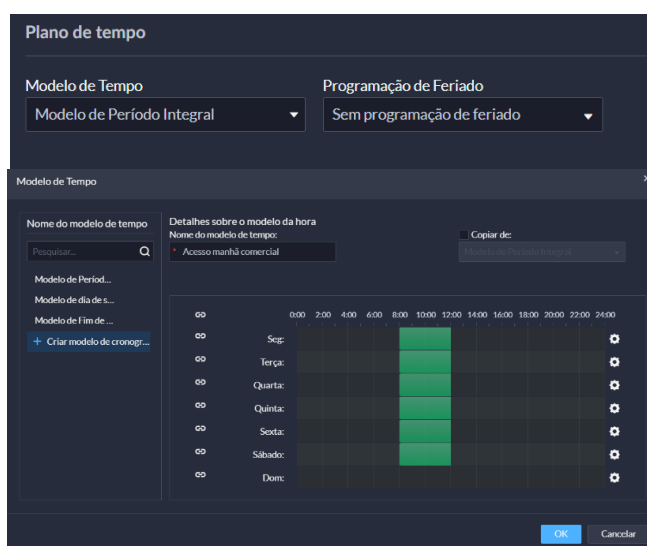 Plano de tempo
Modelo de Tempo
Programação de Feriado
Modelo de Período Integral
Sem programação de feriado
Modelo de Tempo
Nome do modelo de tempo
Pesquisar...
Modelo de Períod...
Modelo de dia de s...
Modelo de Fim de ...
+ Criar modelo de cronogr...
Detalhes sobre o modelo da hora
Nome do modelo de tempo:
Copiar de:
* Acesso manhã comercial
Modelo de Período Integral
0:00 2:00 4:00 6:00 8:00 10:00 12:00 14:00 16:00 18:00 20:00 22:00 24:00
Seg:
Terça:
Quarta:
Quinta:
Sexta:
Sábado:
Dom:
OK Cancelar